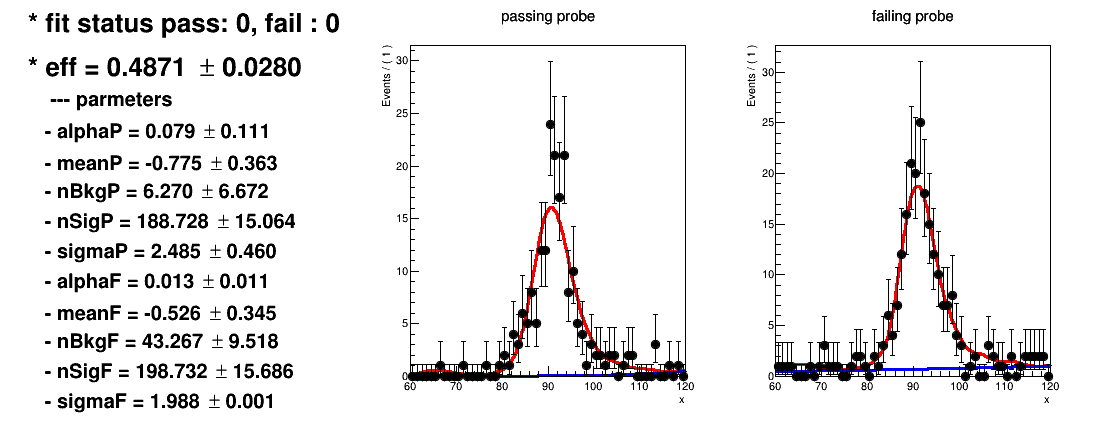 * fit status pass: 0, fail : 0
* eff = 0.4871 ± 0.0280
--- parmeters
- alphaP = 0.079 ± 0.111
- meanP = -0.775 ± 0.363
- nBkgP = 6.270 ± 6.672
- nSigP = 188.728 ± 15.064
- sigmaP = 2.485 ± 0.460
- alphaF = 0.013 ± 0.011
- meanF = -0.526 ± 0.345
- nBkgF = 43.267 ± 9.518
- nSigF = 198.732 ± 15.686
- sigmaF = 1.988 ± 0.001
passing probe
Events / ( 1 )
30
25
20
15
10
5
0
60 70 80 90 100 110 120
x
failing probe
Events / ( 1 )
30
25
20
15
10
5
0
60 70 80 90 100 110 120
x